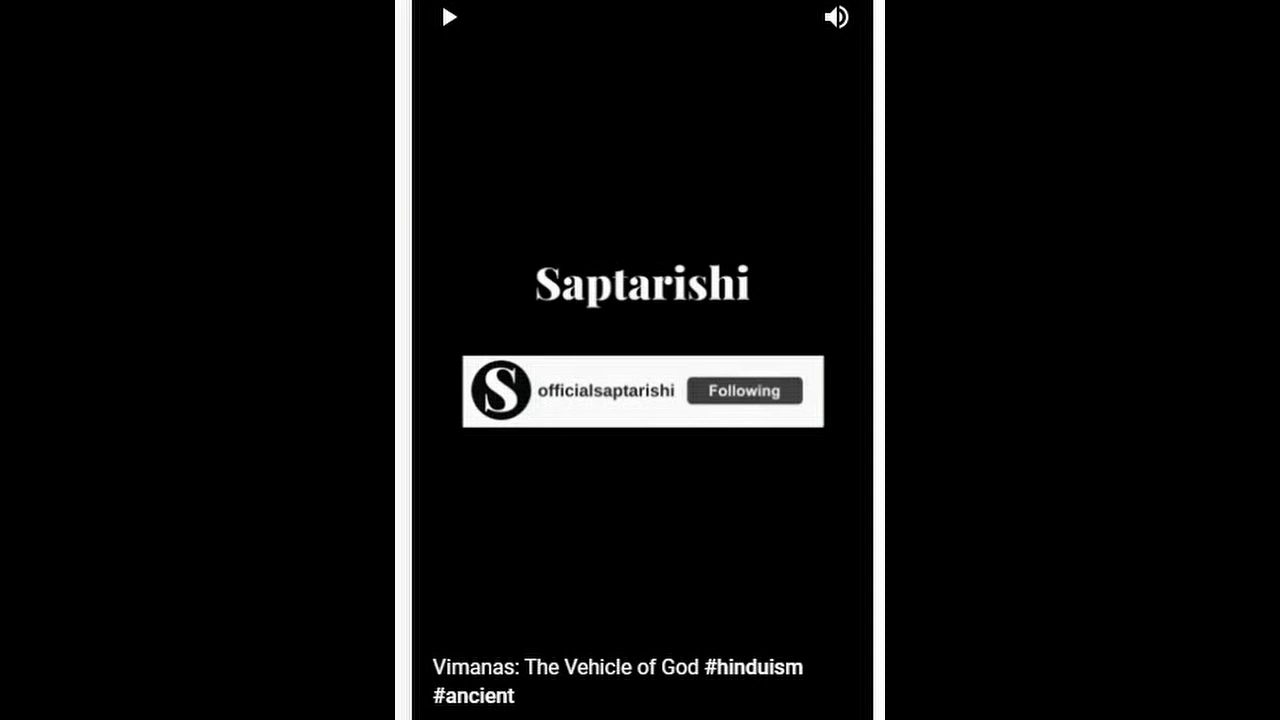 Saptarishi
S officialsaptarishi Following
Vimanas: The Vehicle of God #hinduism
#ancient